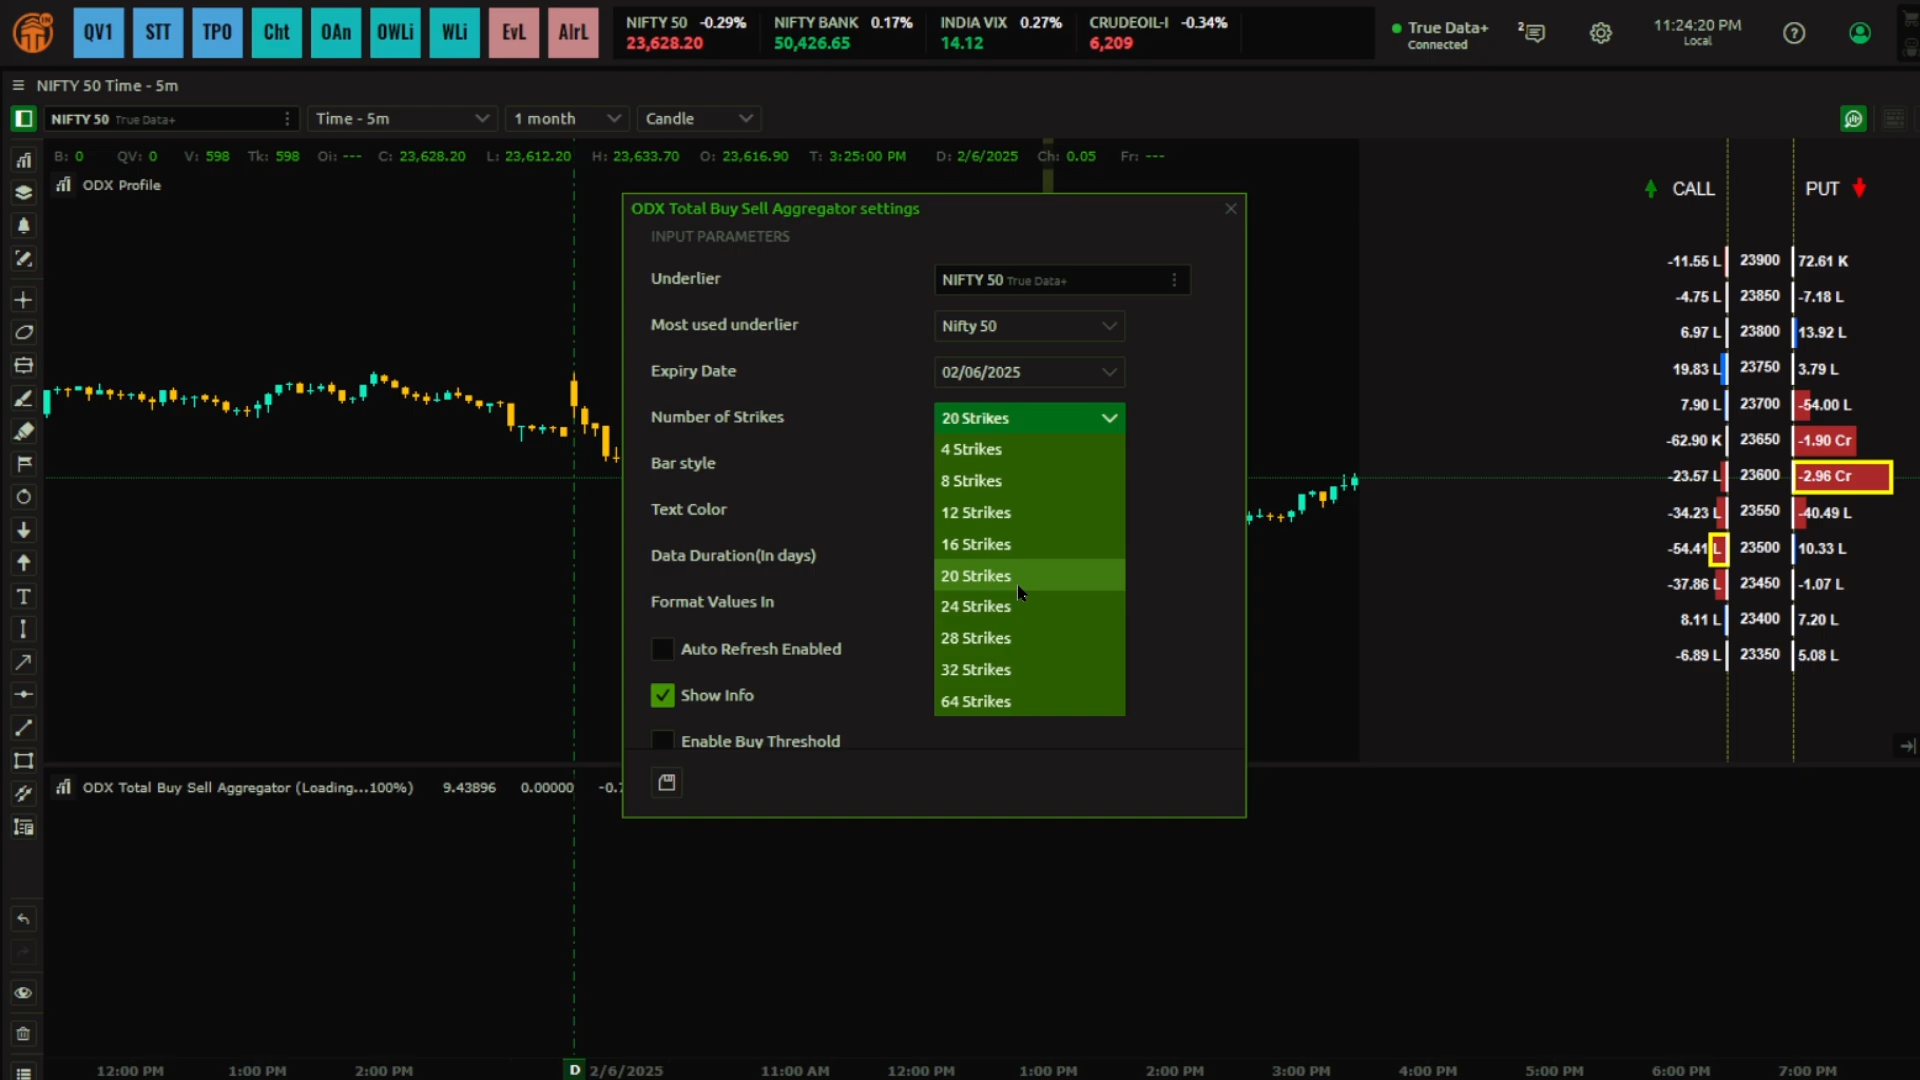 QV1 STT TPO Cht OAn OWLi WLi EvL AlrL
NIFTY 50 -0.29% NIFTY BANK 0.17% INDIA VIX 0.27% CRUDEOIL-I -0.34%
23,628.20 50,426.65 14.12 6,209
True Data+
Connected
2
11:24:20 PM
Local
NIFTY 50 Time - 5m
NIFTY 50 True Data+ Time - 5m 1 month Candle
B: 0 QV: 0 V: 598 Tk: 598 Oi: --- C: 23,628.20 L: 23,612.20 H: 23,633.70 O: 23,616.90 T: 3:25:00 PM D: 2/6/2025 Ch: 0.05 Fr: ---
ODX Profile
CALL PUT
-11.55 L 23900 72.61 K
-4.75 L 23850 -7.18 L
6.97 L 23800 13.92 L
19.83 L 23750 3.79 L
7.90 L 23700 -54.00 L
-62.90 K 23650 -1.90 Cr
-23.57 L 23600 -2.96 Cr
-34.23 L 23550 -40.49 L
-54.41 L 23500 10.33 L
-37.86 L 23450 -1.07 L
8.11 L 23400 7.20 L
-6.89 L 23350 5.08 L
ODX Total Buy Sell Aggregator settings
INPUT PARAMETERS
Underlier NIFTY 50 True Data+
Most used underlier Nifty 50
Expiry Date 02/06/2025
Number of Strikes 20 Strikes
4 Strikes
Bar style
8 Strikes
Text Color
12 Strikes
16 Strikes
Data Duration(In days)
20 Strikes
Format Values In
24 Strikes
28 Strikes
Auto Refresh Enabled
32 Strikes
Show Info
64 Strikes
Enable Buy Threshold
ODX Total Buy Sell Aggregator (Loading...100%) 9.43896 0.00000
12:00 PM 1:00 PM 2:00 PM D 2/6/2025 11:00 AM 12:00 PM 1:00 PM 2:00 PM 3:00 PM 4:00 PM 5:00 PM 6:00 PM 7:00 PM